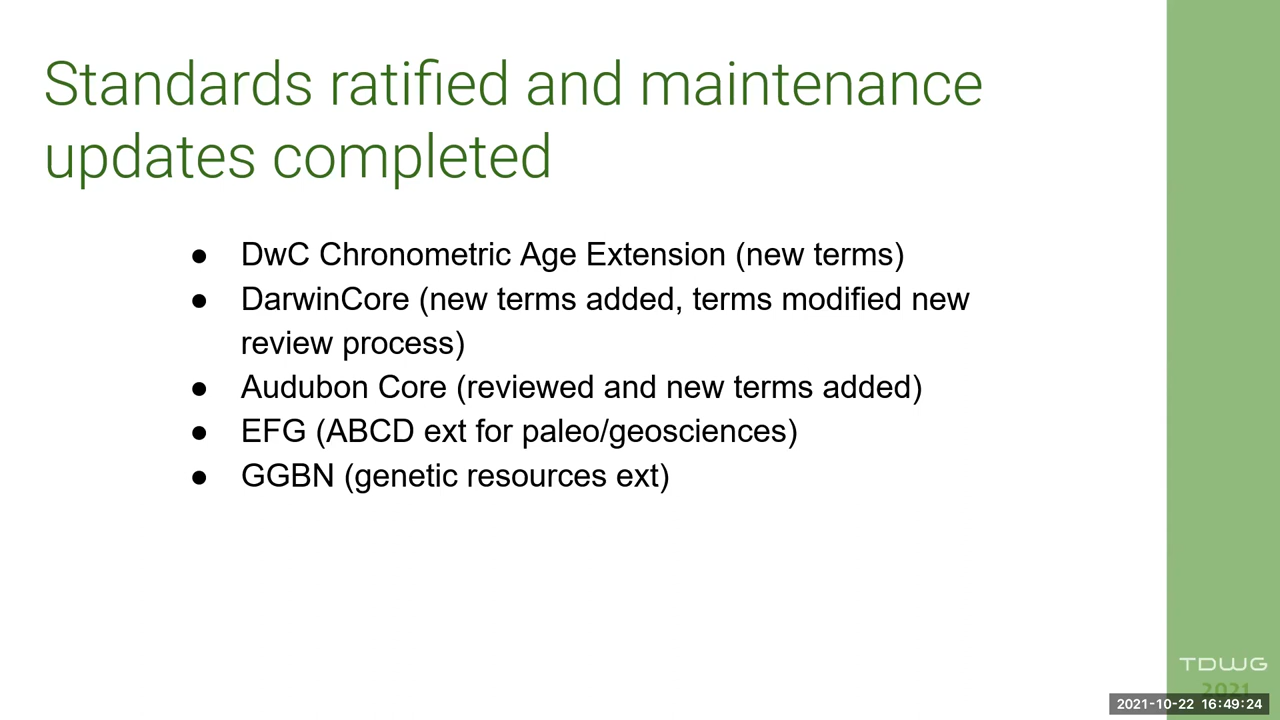 Standards ratified and maintenance
updates completed
● DwC Chronometric Age Extension (new terms)
● DarwinCore (new terms added, terms modified new
review process)
● Audubon Core (reviewed and new terms added)
● EFG (ABCD ext for paleo/geosciences)
● GGBN (genetic resources ext)
TDWG
2021
2021-10-22 16:49:24